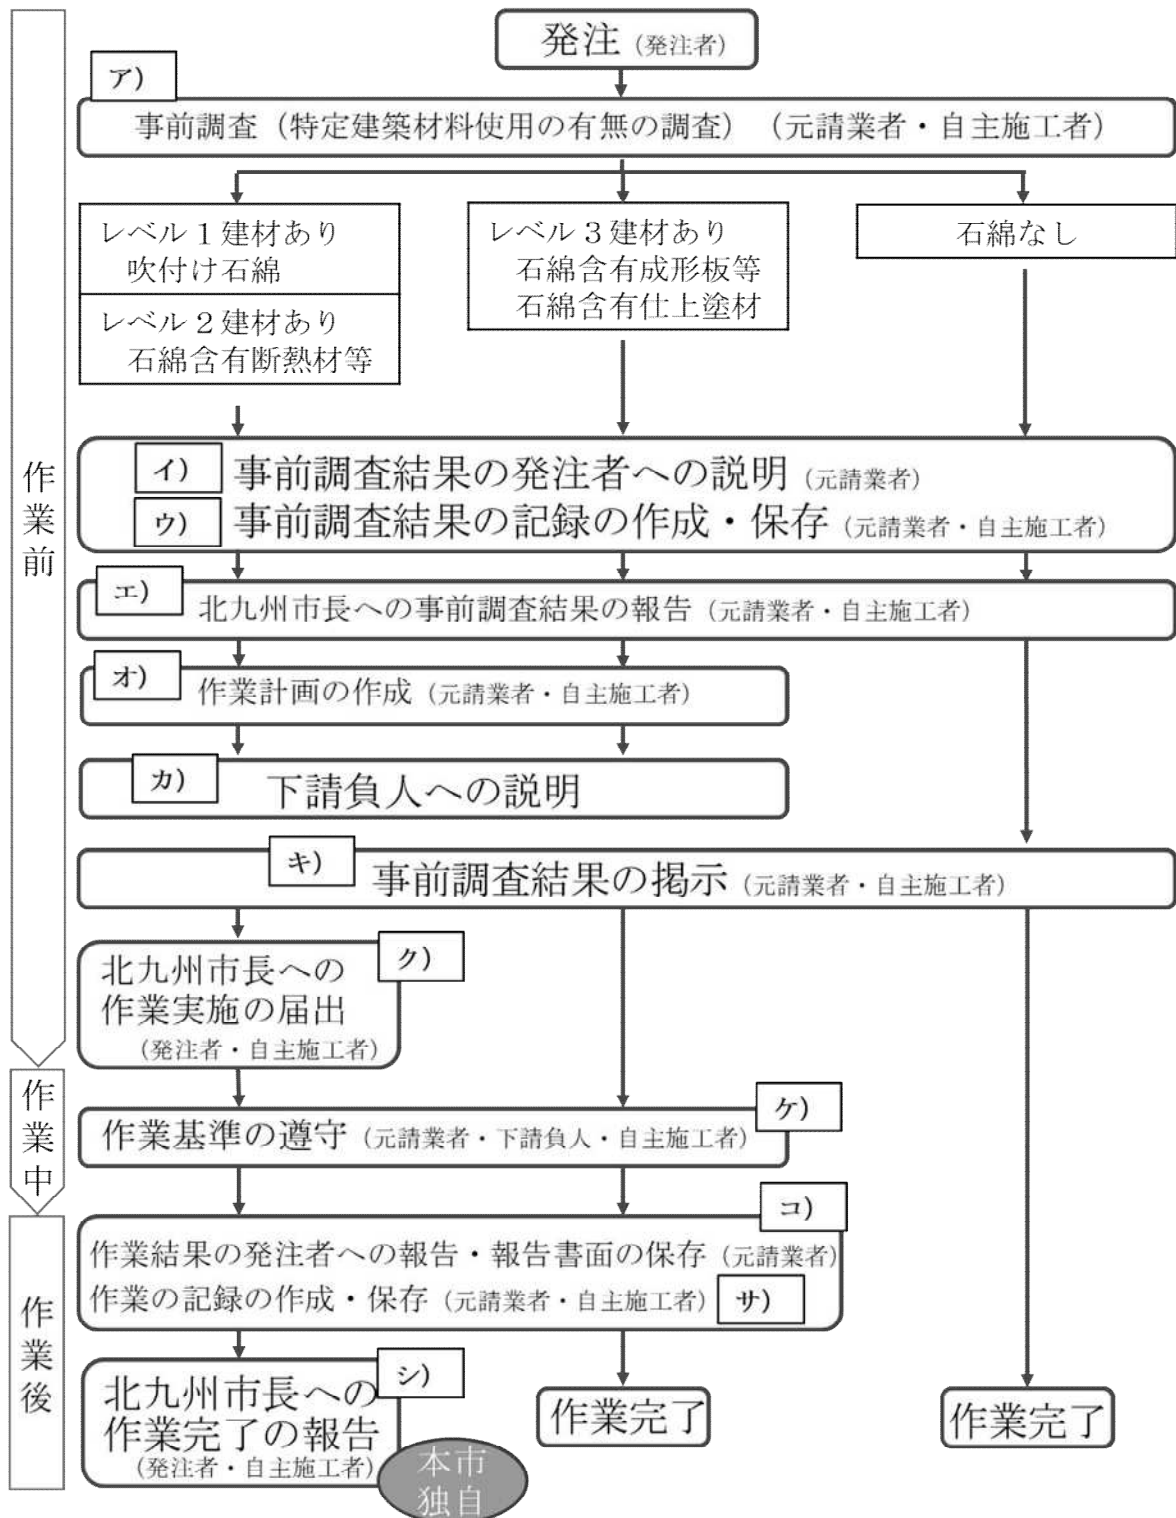 発注（発注者）
ア）
事前調査（特定建築材料使用の有無の調査）（元請業者・自主施工者）
レベル１建材あり
吹付け石綿
レベル２建材あり
石綿含有断熱材等
レベル３建材あり
石綿含有成形板等
石綿含有仕上塗材
石綿なし
作業前
イ）
事前調査結果の発注者への説明（元請業者）
ウ）
事前調査結果の記録の作成・保存（元請業者・自主施工者）
エ）
北九州市長への事前調査結果の報告（元請業者・自主施工者）
オ）
作業計画の作成（元請業者・自主施工者）
カ）
下請負人への説明
キ）
事前調査結果の掲示（元請業者・自主施工者）
ク）
北九州市長への
作業実施の届出
（発注者・自主施工者）
作業中
ケ）
作業基準の遵守（元請業者・下請負人・自主施工者）
作業後
コ）
作業結果の発注者への報告・報告書面の保存（元請業者）
作業の記録の作成・保存（元請業者・自主施工者）
サ）
シ）
北九州市長への
作業完了の報告
（発注者・自主施工者）
本市
独自
作業完了
作業完了